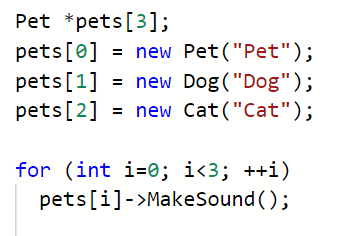 Pet *pets[3];
pets[0] = new Pet("Pet");
pets[1] = new Dog("Dog");
pets[2] = new Cat("Cat");

for (int i=0; i<3; ++i)
  pets[i]->MakeSound();